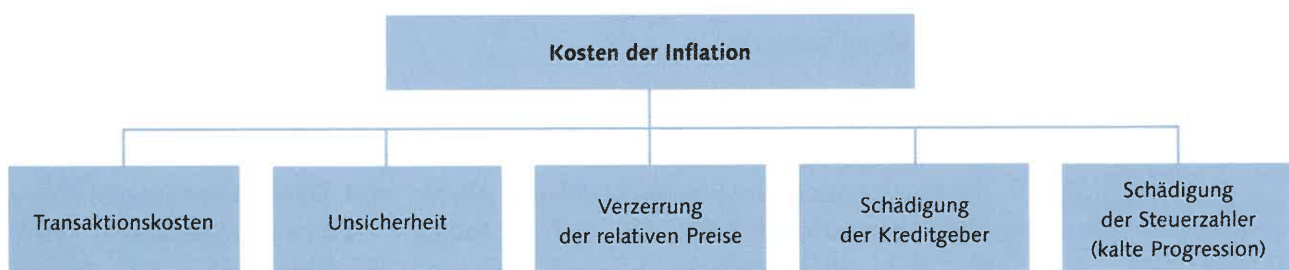 Kosten der Inflation
Transaktionskosten
Unsicherheit
Verzerrung
der relativen Preise
Schädigung
der Kreditgeber
Schädigung
der Steuerzahler
(kalte Progression)